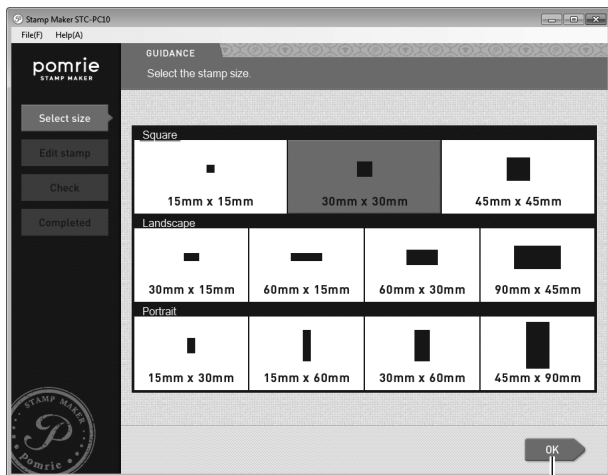 Stamp Maker STC-PC10
File(F) Help(A)
pomrie
STAMP MAKER
GUIDANCE
Select the stamp size.
Select size
Edit stamp
Check
Completed
Square
15mm x 15mm 30mm x 30mm 45mm x 45mm
Landscape
30mm x 15mm 60mm x 15mm 60mm x 30mm 90mm x 45mm
Portrait
15mm x 30mm 15mm x 60mm 30mm x 60mm 45mm x 90mm
STAMP MAKER
Pomrie
OK